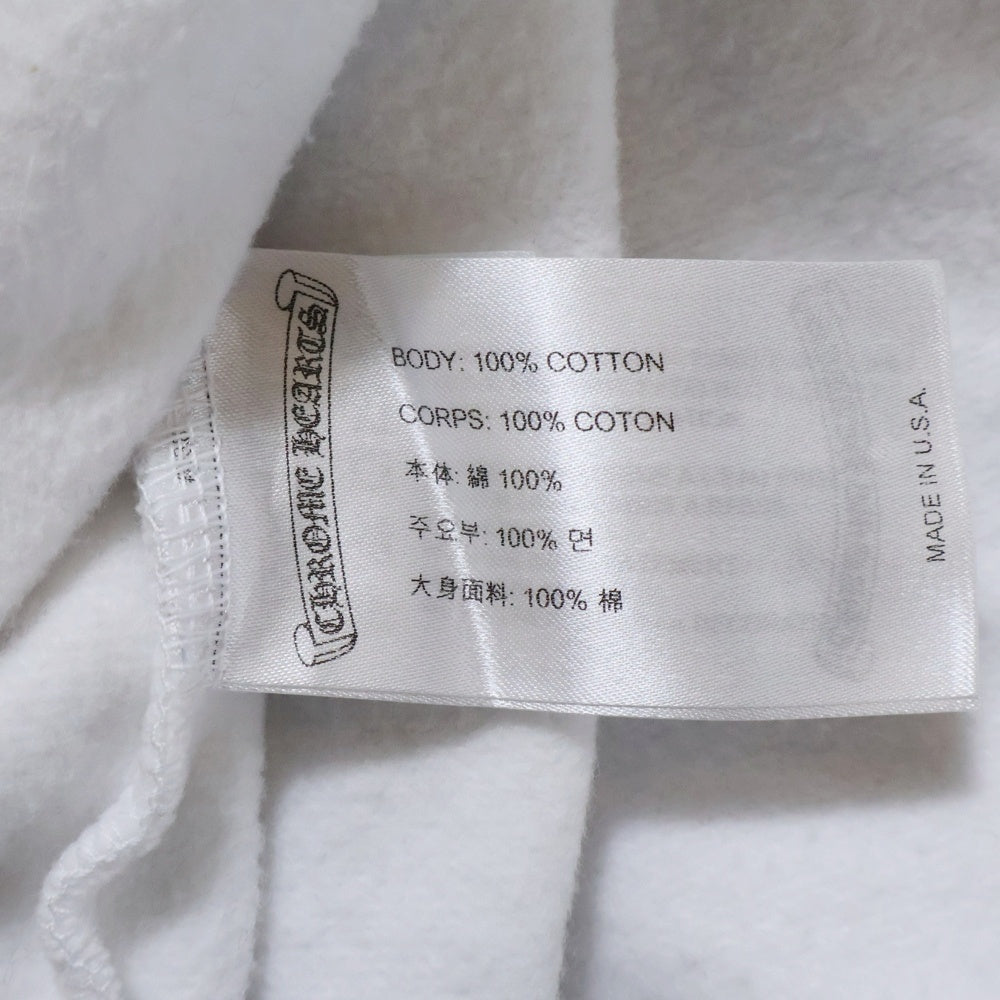 CHROME HEARTS
BODY: 100% COTTON
CORPS: 100% COTON
本体: 綿 100%
주요부: 100% 면
大身面料: 100% 棉
MADE IN U.S.A.